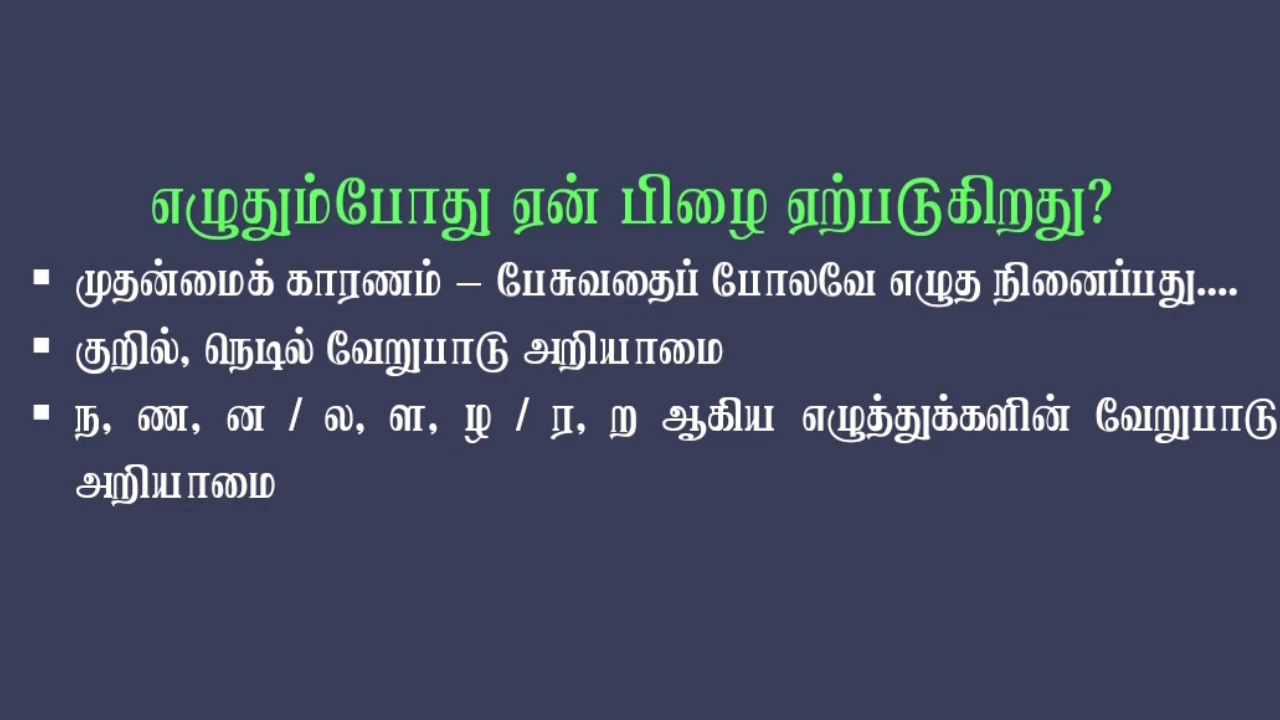 எழுதும்போது ஏன் பிழை ஏற்படுகிறது?
▪ முதன்மைக் காரணம் – பேசுவதைப் போலவே எழுத நினைப்பது....
▪ குறில், நெடில் வேறுபாடு அறியாமை
▪ ந, ண, ன / ல, ள, ழ / ர, ற ஆகிய எழுத்துக்களின் வேறுபாடு
அறியாமை